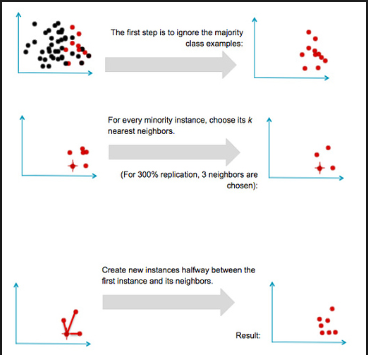 The first step is to ignore the majority
class examples:
For every minority instance, choose its k
nearest neighbors.
(For 300% replication, 3 neighbors are
chosen):
Create new instances halfway between the
first instance and its neighbors.
Result: